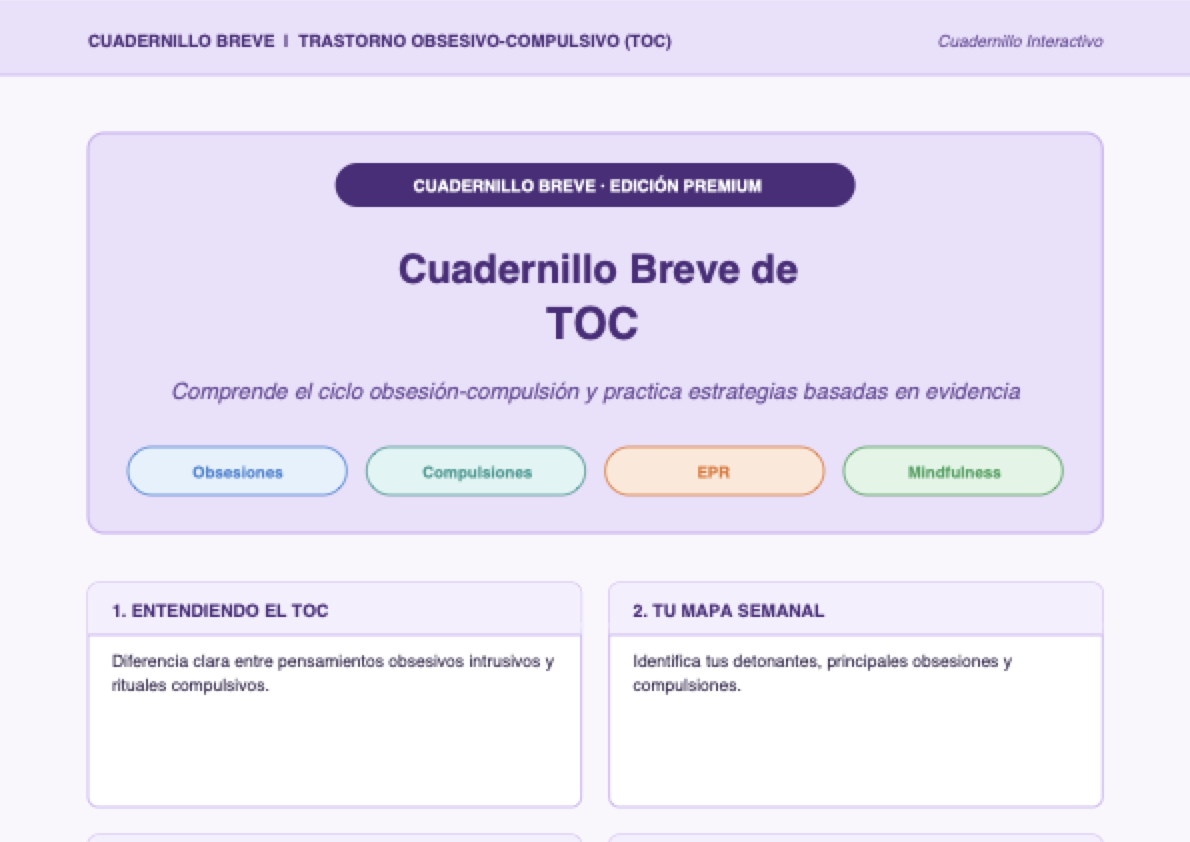 CUADERNILLO BREVE | TRASTORNO OBSESIVO-COMPULSIVO (TOC)
Cuadernillo Interactivo
CUADERNILLO BREVE · EDICIÓN PREMIUM
Cuadernillo Breve de
TOC
Comprende el ciclo obsesión-compulsión y practica estrategias basadas en evidencia
Obsesiones
Compulsiones
EPR
Mindfulness
1. ENTENDIENDO EL TOC
Diferencia clara entre pensamientos obsesivos intrusivos y
rituales compulsivos.
2. TU MAPA SEMANAL
Identifica tus detonantes, principales obsesiones y
compulsiones.